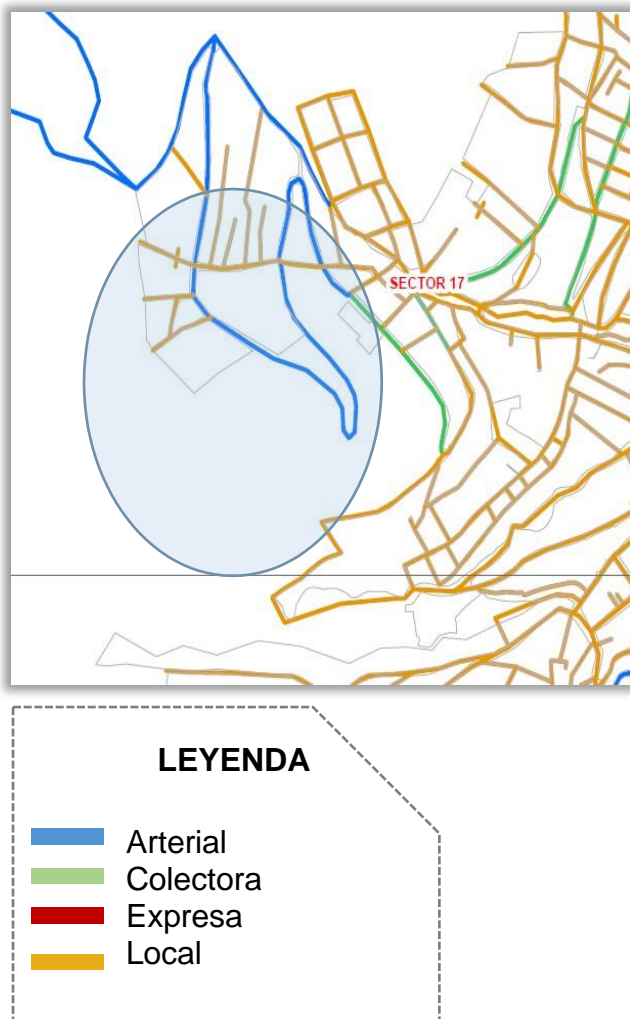 SECTOR 17
LEYENDA
Arterial
Colectora
Expresa
Local